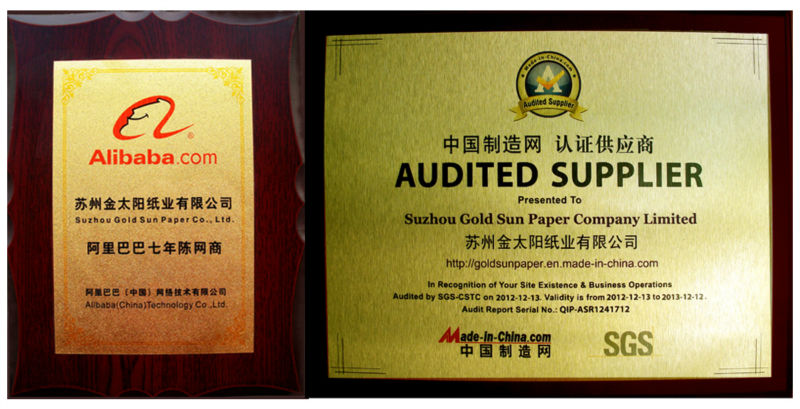 Alibaba.com
苏州金太阳纸业有限公司
Suzhou Gold Sun Paper Co., Ltd.
阿里巴巴七年陈网商
阿里巴巴（中国）网络技术有限公司
Alibaba(China)Technology Co.,Ltd.
Made-in-China.com
Audited Supplier
中国制造网 认证供应商
AUDITED SUPPLIER
Presented To
Suzhou Gold Sun Paper Company Limited
苏州金太阳纸业有限公司
http://goldsunpaper.en.made-in-china.com
In Recognition of Your Site Existence & Business Operations
Audited by SGS-CSTC on 2012-12-13. Validity is from 2012-12-13 to 2013-12-12.
Audit Report Serial No.: QIP-ASR1241712
Made-in-China.com
中国制造网
SGS